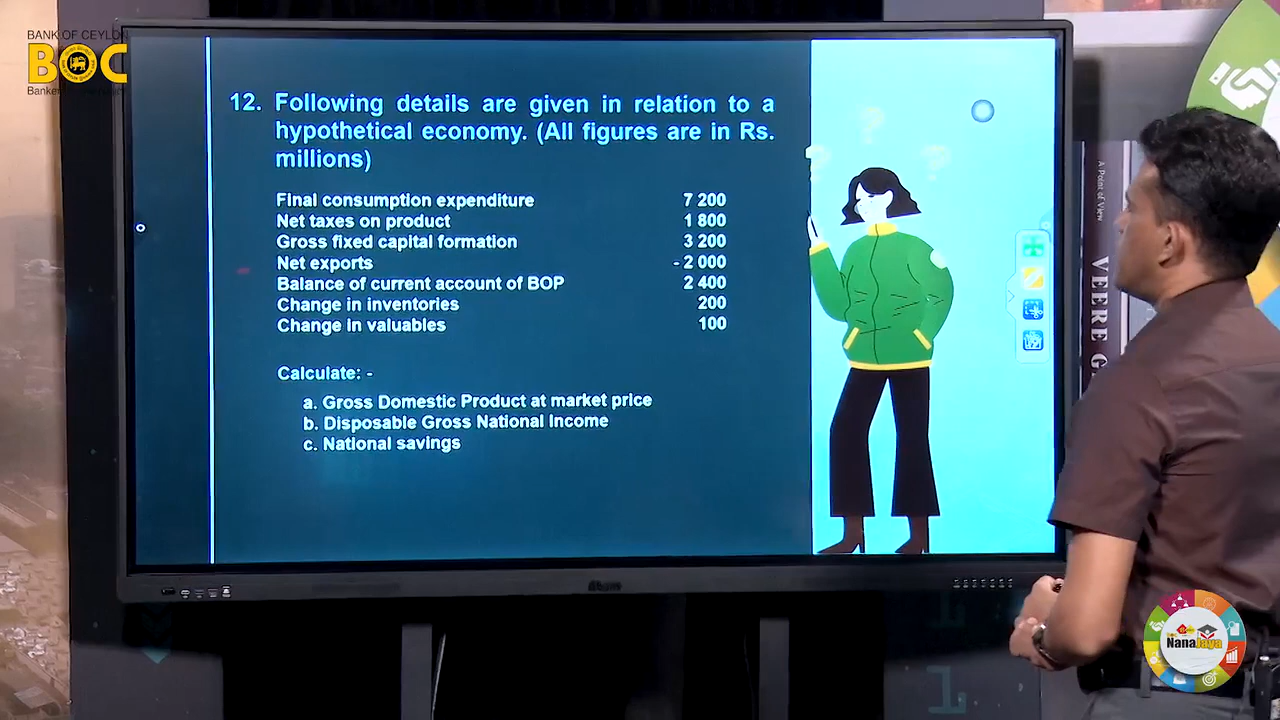 BANK OF CEYLON
BOC
12. Following details are given in relation to a
hypothetical economy. (All figures are in Rs.
millions)
Final consumption expenditure 7 200
Net taxes on product 1 800
Gross fixed capital formation 3 200
Net exports - 2 000
Balance of current account of BOP 2 400
Change in inventories 200
Change in valuables 100
Calculate: -
a. Gross Domestic Product at market price
b. Disposable Gross National Income
c. National savings
A Point of View
NanaJaya